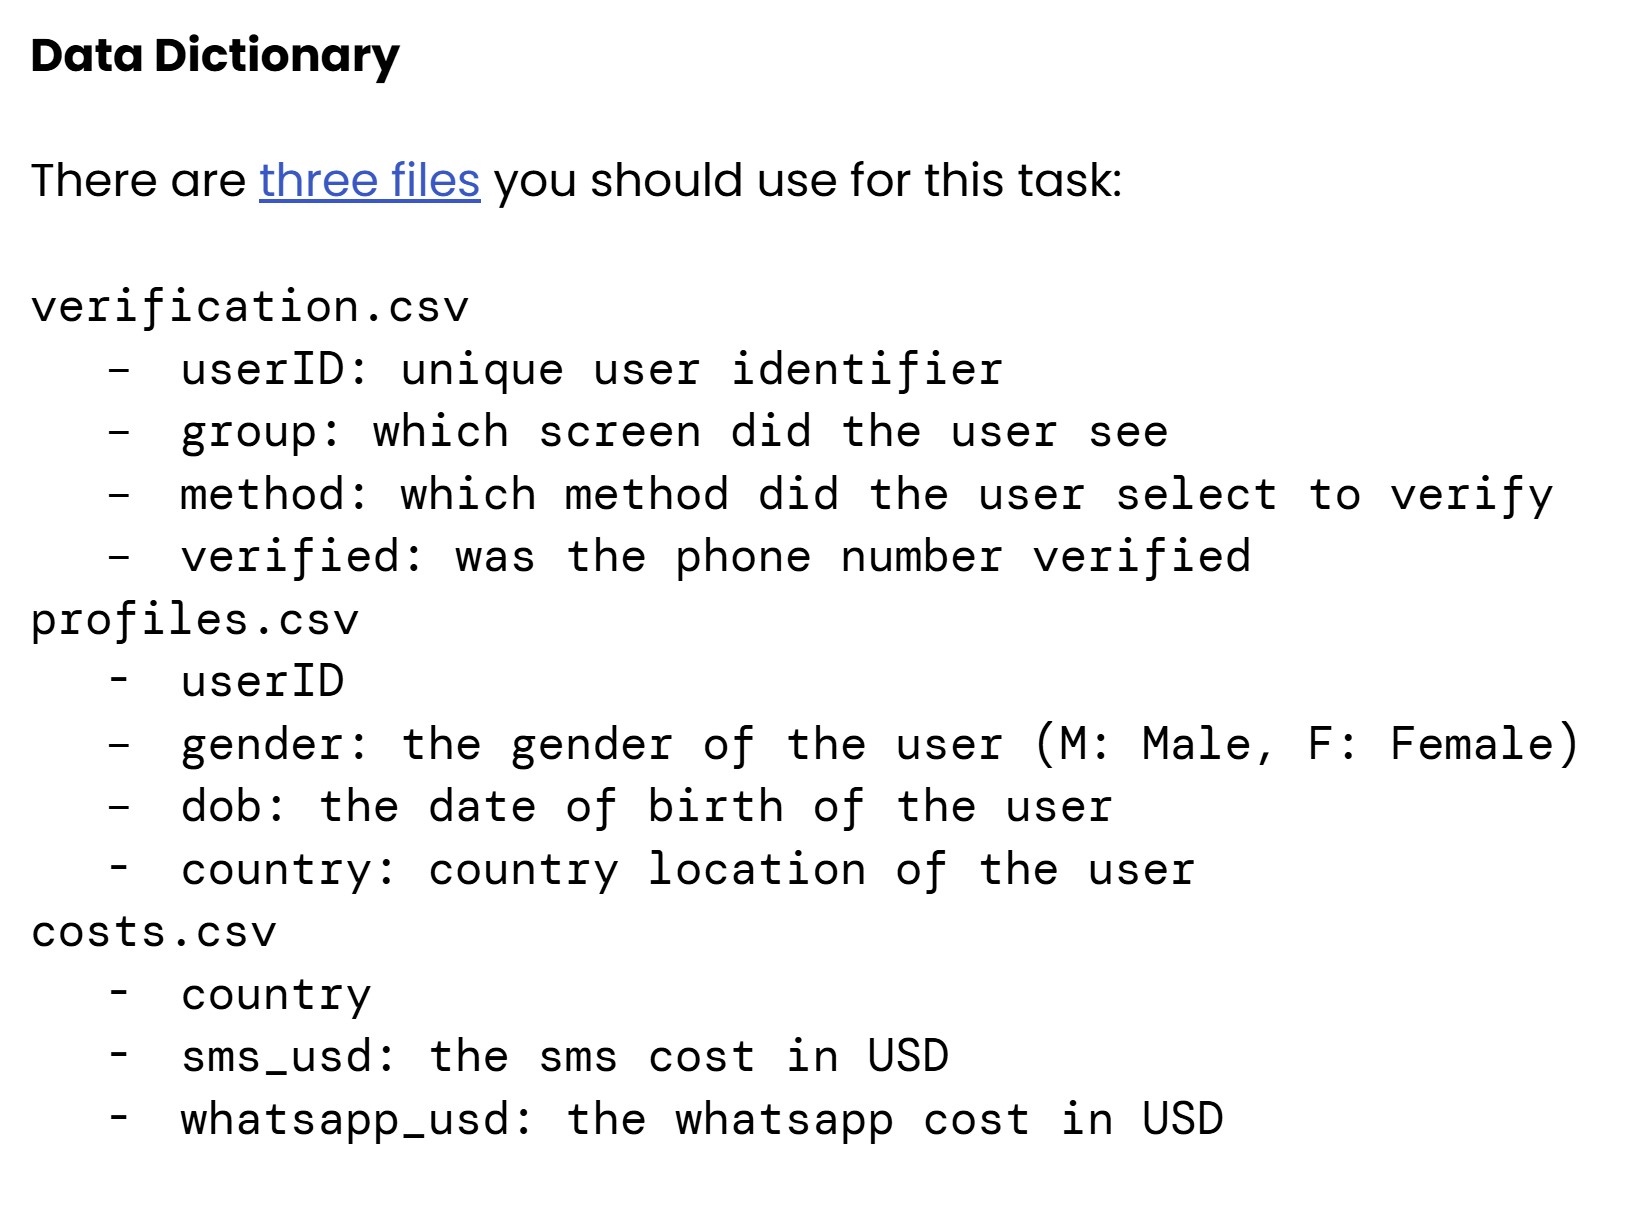 Data Dictionary
There are three files you should use for this task:
verification.csv
- userID: unique user identifier
- group: which screen did the user see
- method: which method did the user select to verify
- verified: was the phone number verified
profiles.csv
- userID
- gender: the gender of the user (M: Male, F: Female)
- dob: the date of birth of the user
- country: country location of the user
costs.csv
- country
- sms_usd: the sms cost in USD
- whatsapp_usd: the whatsapp cost in USD